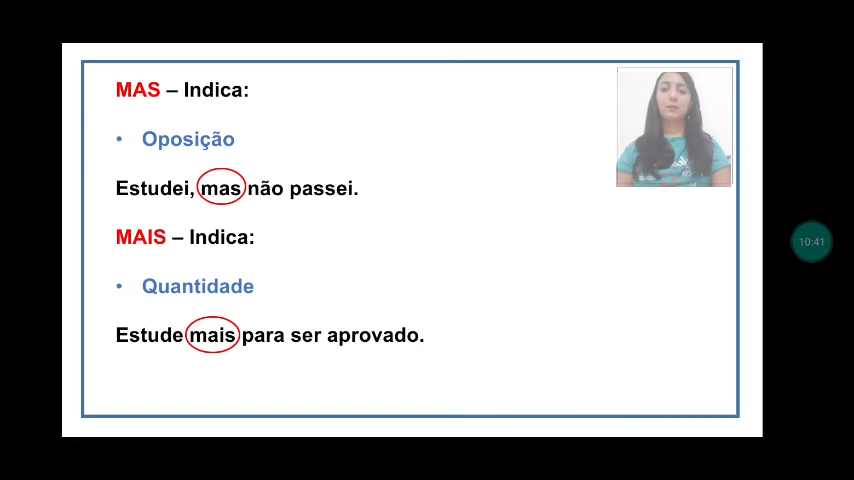 MAS – Indica:
• Oposição
Estudei, mas não passei.
MAIS – Indica:
• Quantidade
Estude mais para ser aprovado.
10:41